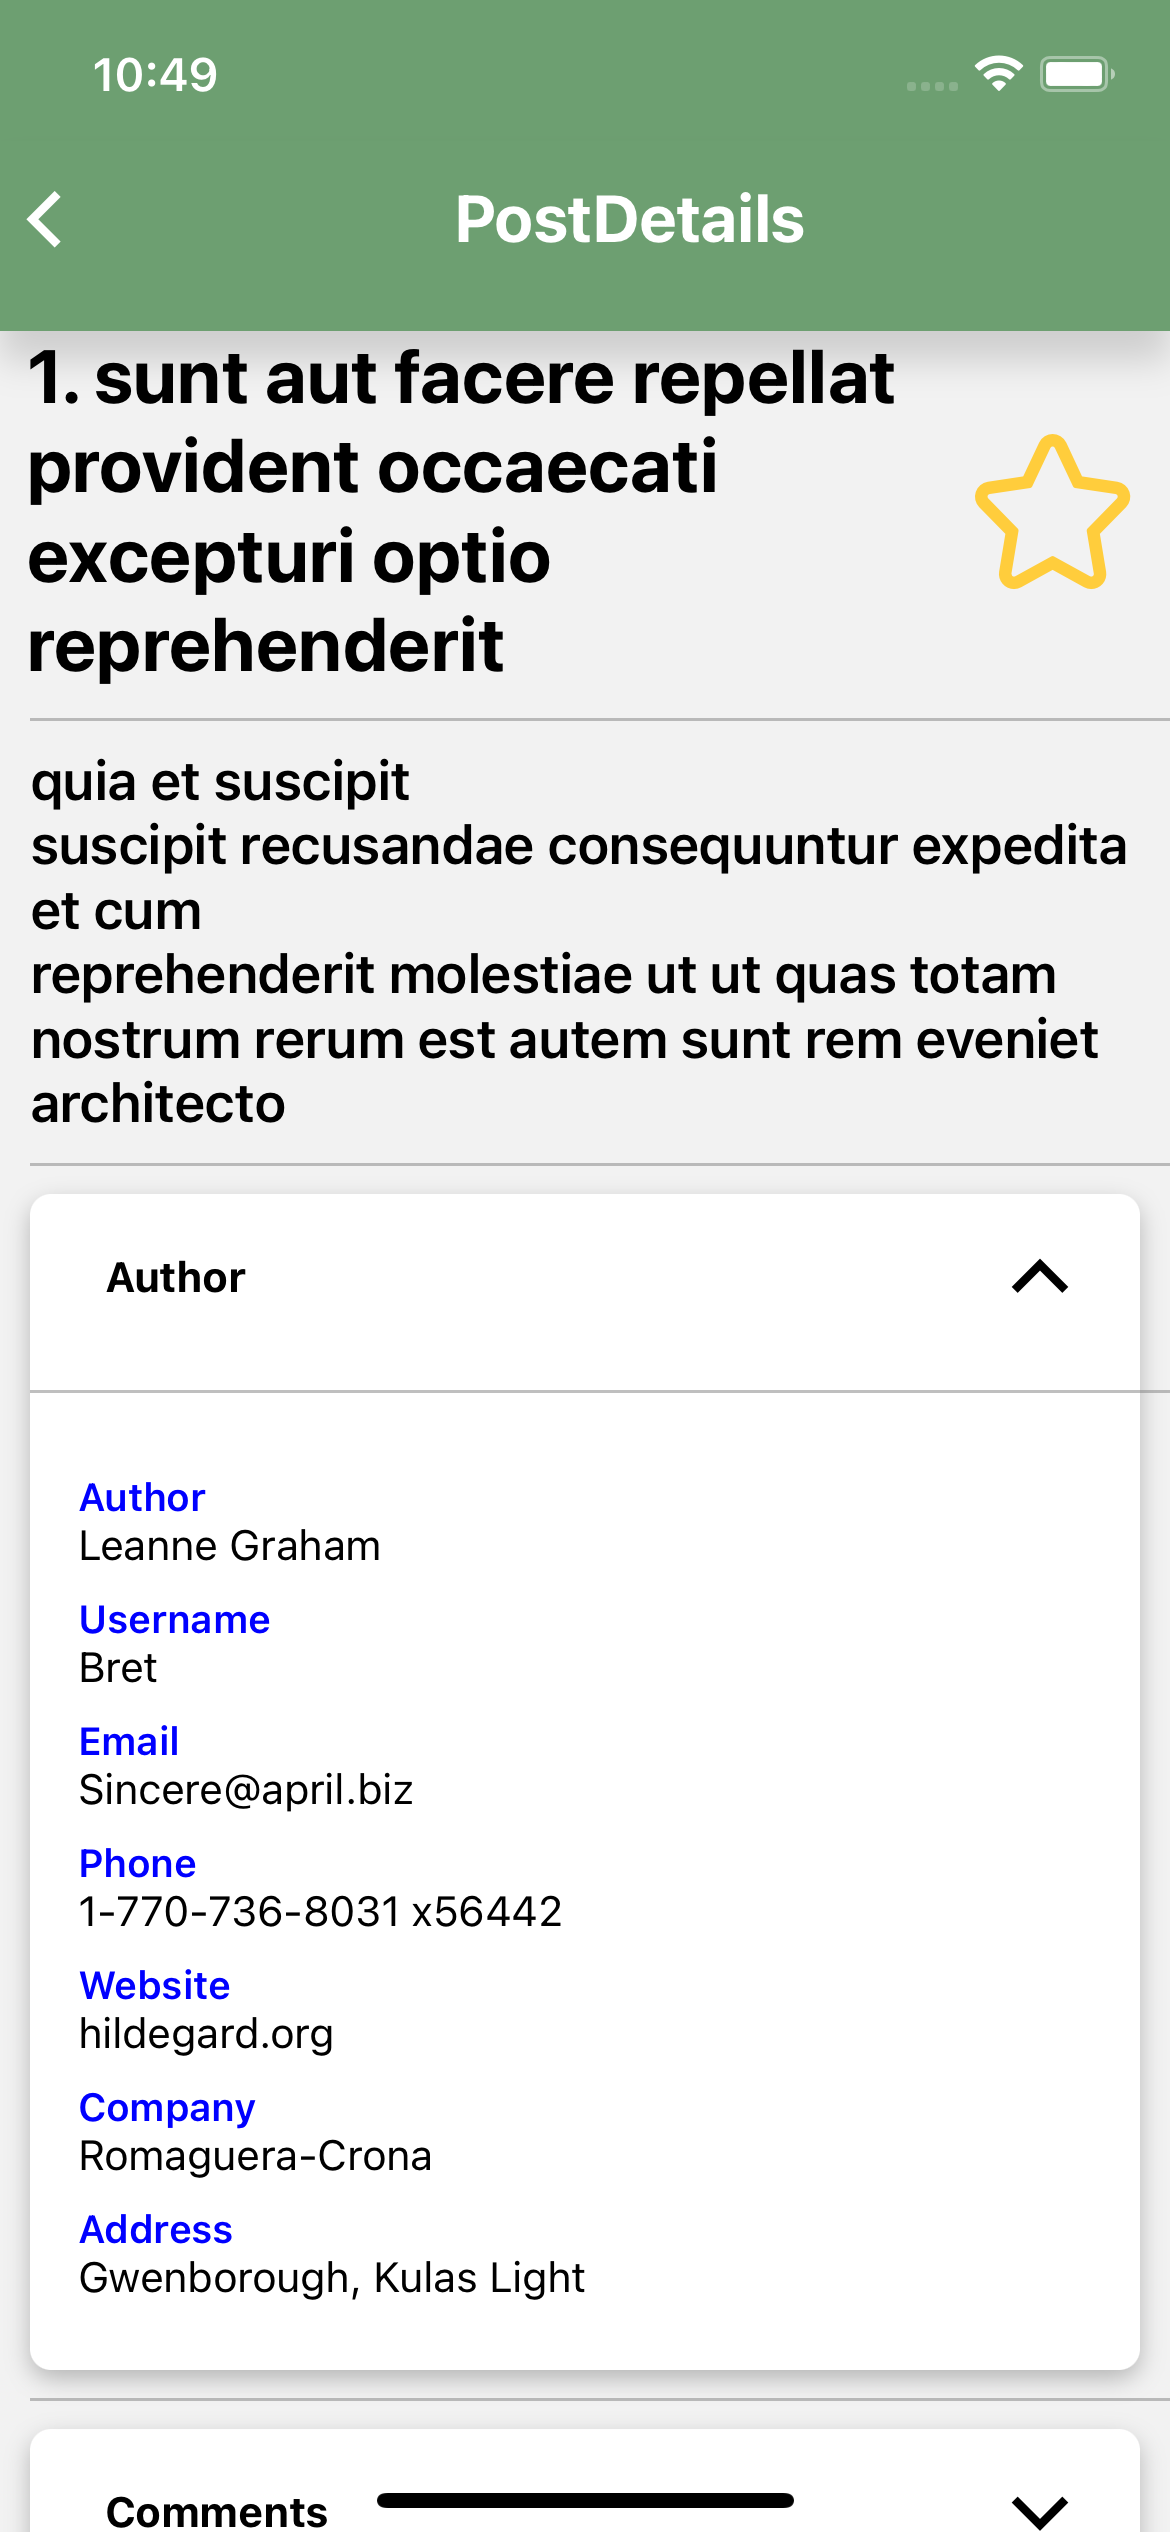 10:49
PostDetails
1. sunt aut facere repellat
provident occaecati
excepturi optio
reprehenderit
quia et suscipit
suscipit recusandae consequuntur expedita
et cum
reprehenderit molestiae ut ut quas totam
nostrum rerum est autem sunt rem eveniet
architecto
Author
Author
Leanne Graham
Username
Bret
Email
Sincere@april.biz
Phone
1-770-736-8031 x56442
Website
hildegard.org
Company
Romaguera-Crona
Address
Gwenborough, Kulas Light
Comments